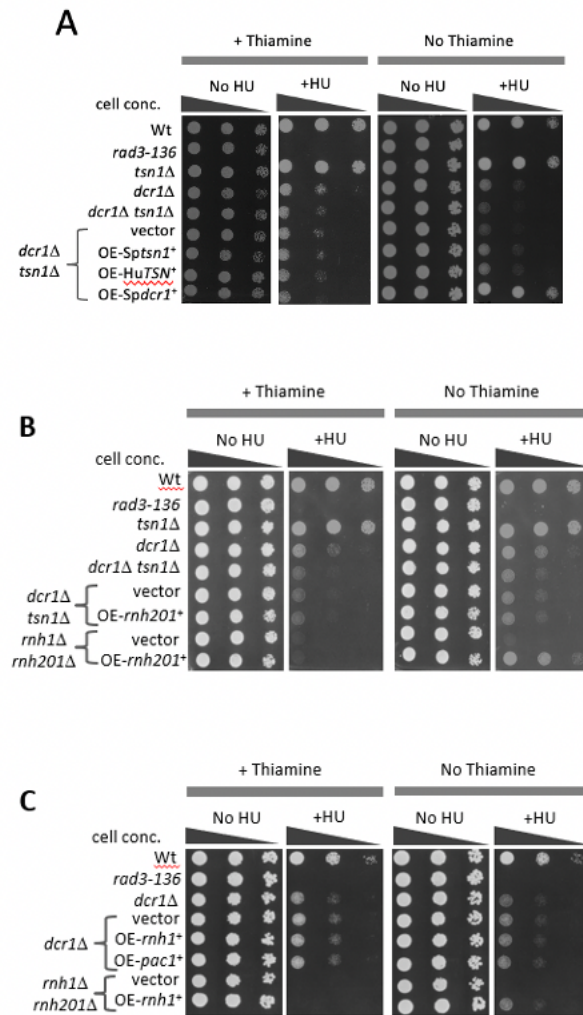 A
+ Thiamine No Thiamine
No HU +HU No HU +HU
cell conc.
Wt
rad3-136
tsn1Δ
dcr1Δ
dcr1Δ tsn1Δ
vector
dcr1Δ OE-Sptsn1⁺
tsn1Δ OE-HuTSN⁺
OE-Spdcr1⁺
+ Thiamine No Thiamine
B
No HU +HU No HU +HU
cell conc.
Wt
rad3-136
tsn1Δ
dcr1Δ
dcr1Δ tsn1Δ
dcr1Δ vector
tsn1Δ OE-rnh201⁺
rnh1Δ vector
rnh201Δ OE-rnh201⁺
+ Thiamine No Thiamine
C
No HU +HU No HU +HU
cell conc.
Wt
rad3-136
dcr1Δ
vector
dcr1Δ OE-rnh1⁺
OE-pac1⁺
rnh1Δ vector
rnh201Δ OE-rnh1⁺